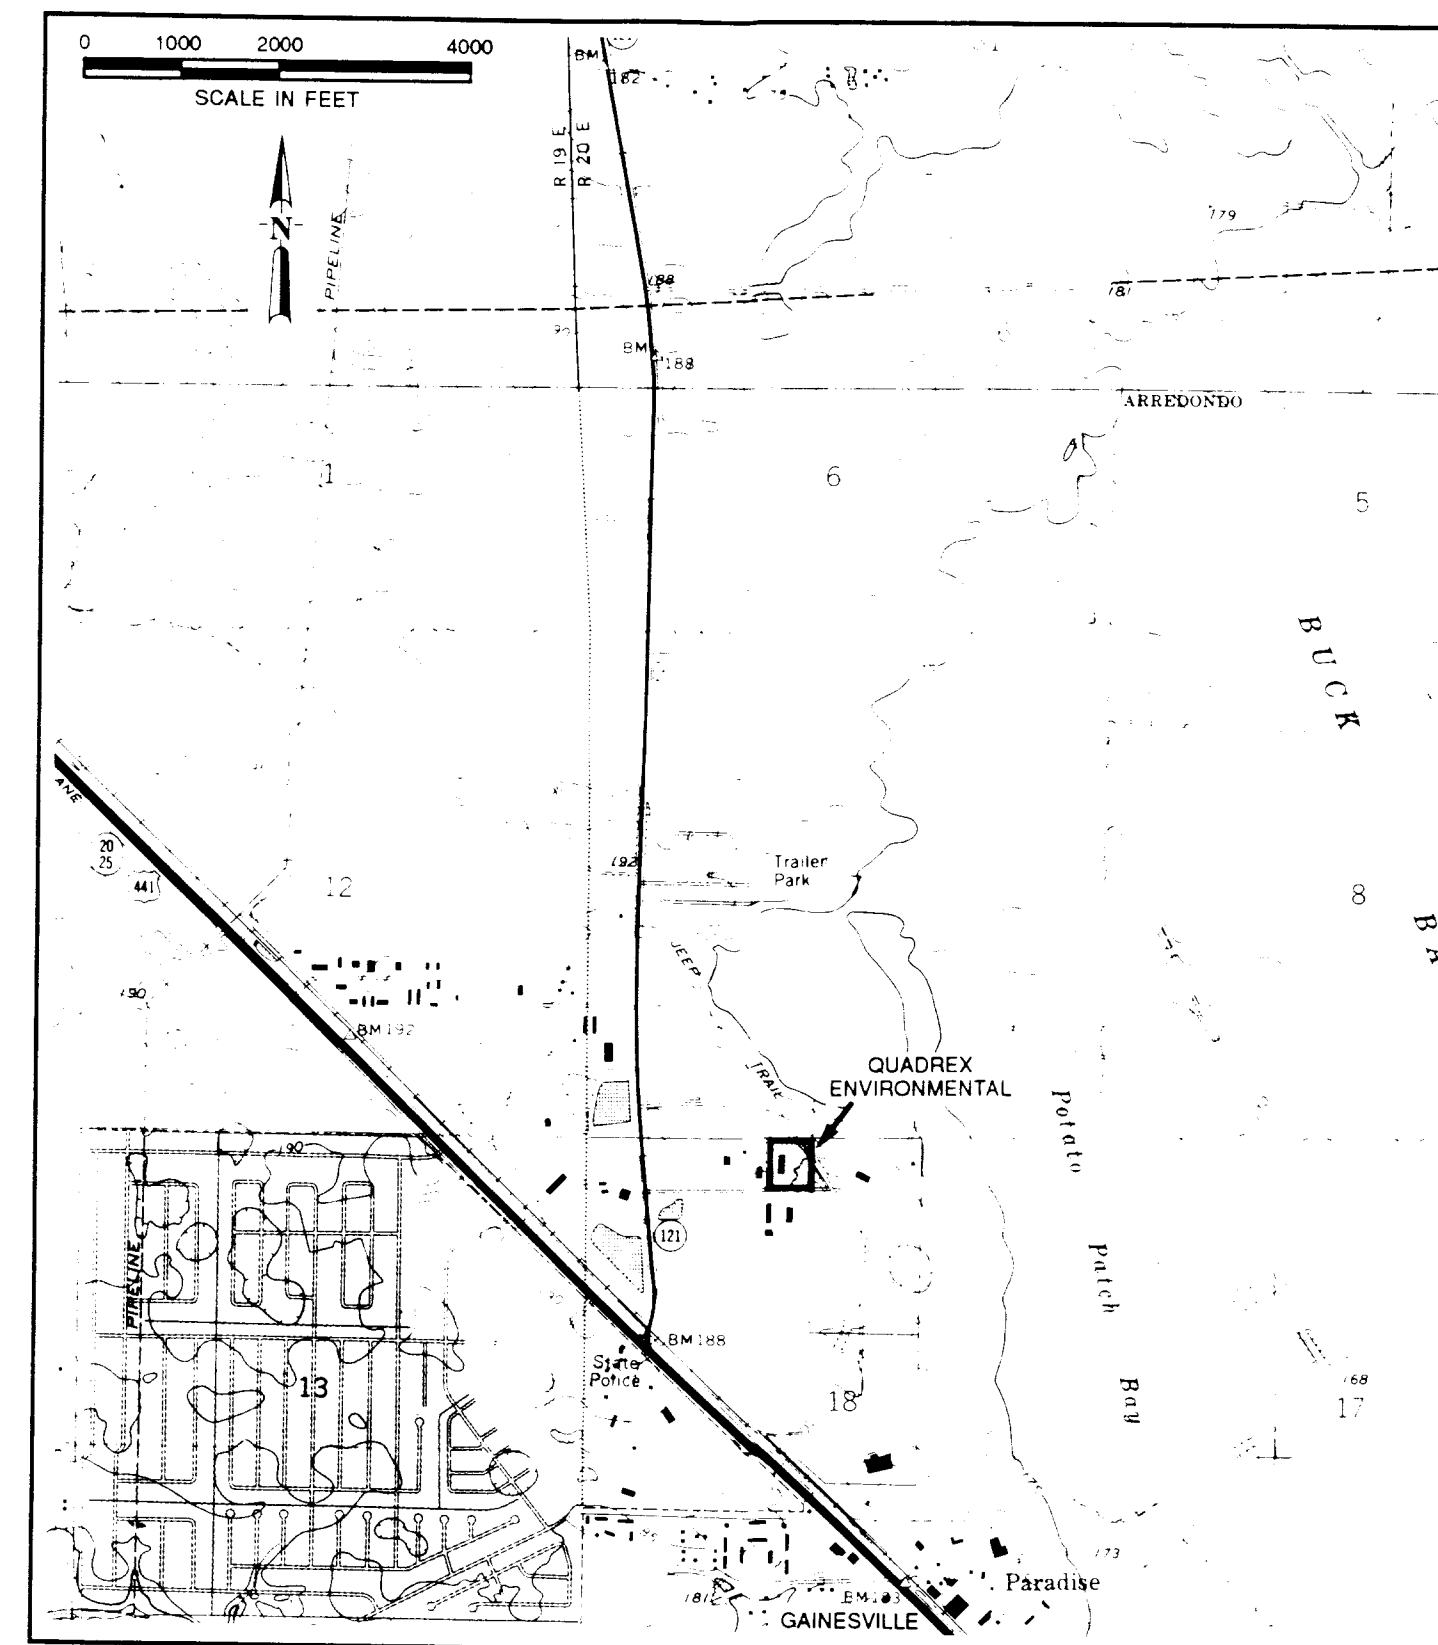 0 1000 2000 4000
SCALE IN FEET
BM
182
R 19 E
R 20 E
N
PIPELINE
179
188
181
BM
188
ARREDONDO
1
6
5
BUCK
ANE
20
25
441
12
192
Trailer
Park
8
JEEP
TRAIL
190
BM 192
QUADREX
ENVIRONMENTAL
Potato
Patch
Bay
190
PIPELINE
121
BM 188
State
Police
13
18
168
17
173
Paradise
181
GAINESVILLE